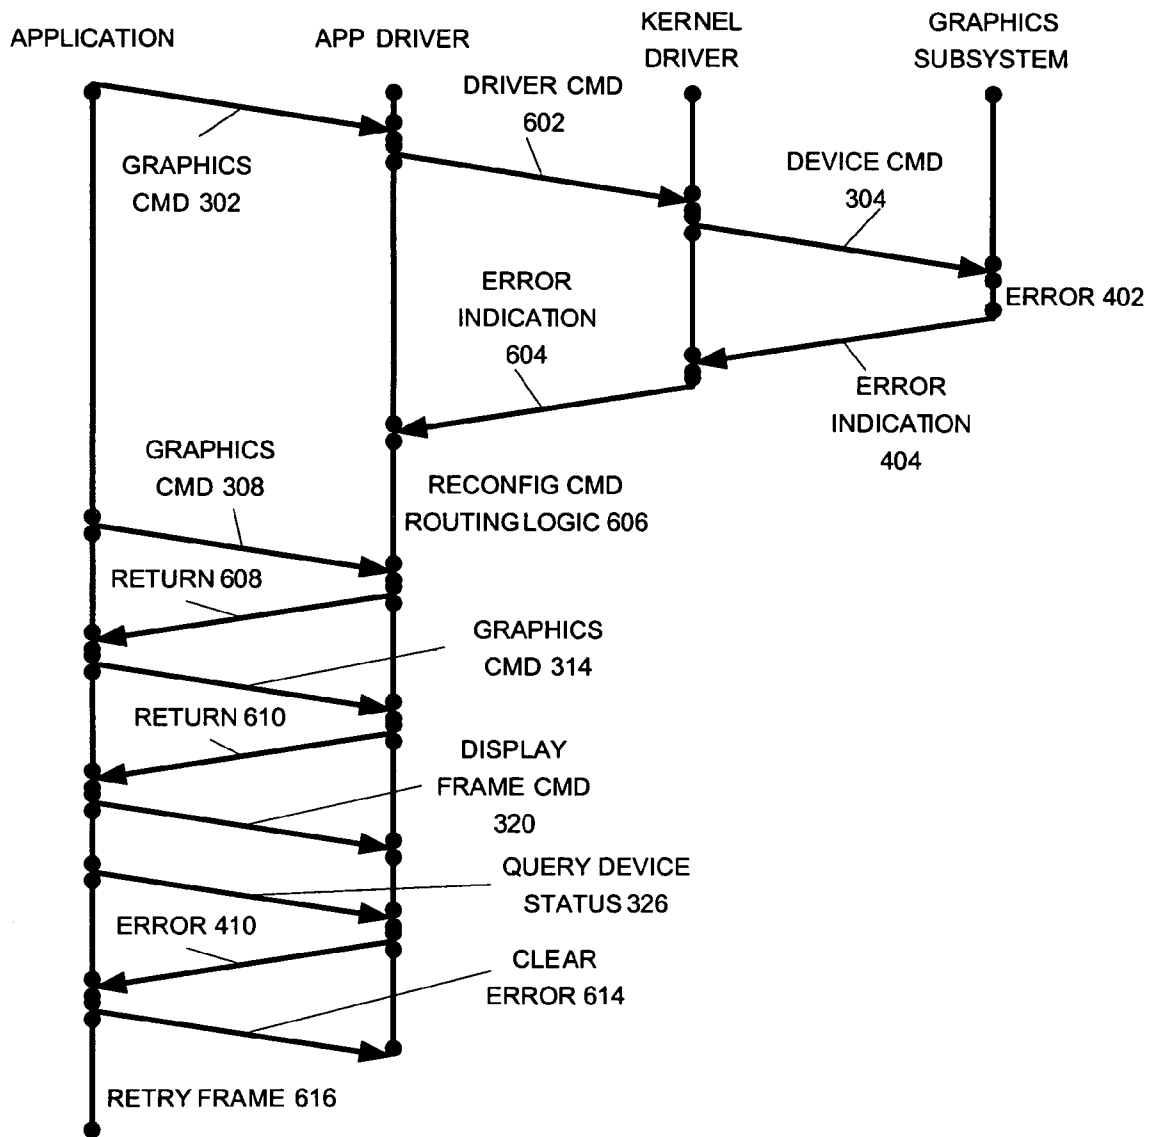 APPLICATION
APP DRIVER
KERNEL
DRIVER
GRAPHICS
SUBSYSTEM
DRIVER CMD
602
GRAPHICS
CMD 302
DEVICE CMD
304
ERROR 402
ERROR
INDICATION
604
ERROR
INDICATION
404
GRAPHICS
CMD 308
RECONFIG CMD
ROUTING LOGIC 606
RETURN 608
GRAPHICS
CMD 314
RETURN 610
DISPLAY
FRAME CMD
320
QUERY DEVICE
STATUS 326
ERROR 410
CLEAR
ERROR 614
RETRY FRAME 616